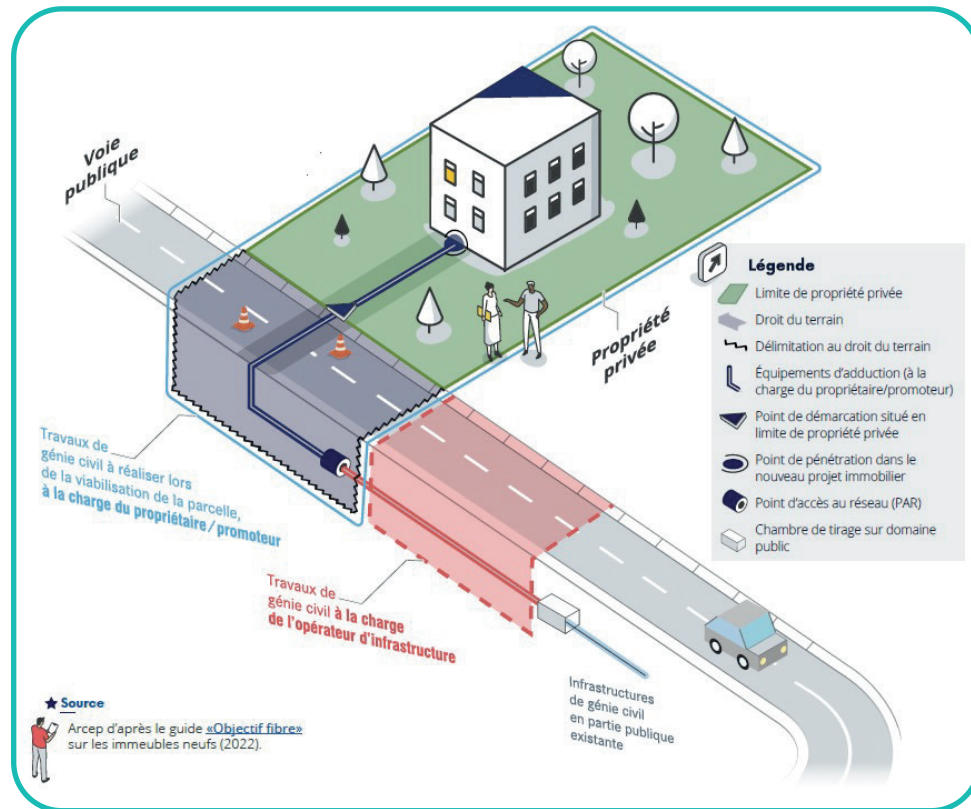 Voie
publique
Propriété
privée
Légende
Limite de propriété privée
Droit du terrain
Délimitation au droit du terrain
Équipements d'adduction (à la
charge du propriétaire/promoteur)
Point de démarcation situé en
limite de propriété privée
Point de pénétration dans le
nouveau projet immobilier
Point d'accès au réseau (PAR)
Chambre de tirage sur domaine
public
Travaux de
génie civil à réaliser lors
de la viabilisation de la parcelle,
à la charge du propriétaire/promoteur
Travaux de
génie civil à la charge
de l'opérateur d'infrastructure
Infrastructures
de génie civil
en partie publique
existante
Source
Arcep d'après le guide «Objectif fibre»
sur les immeubles neufs (2022).